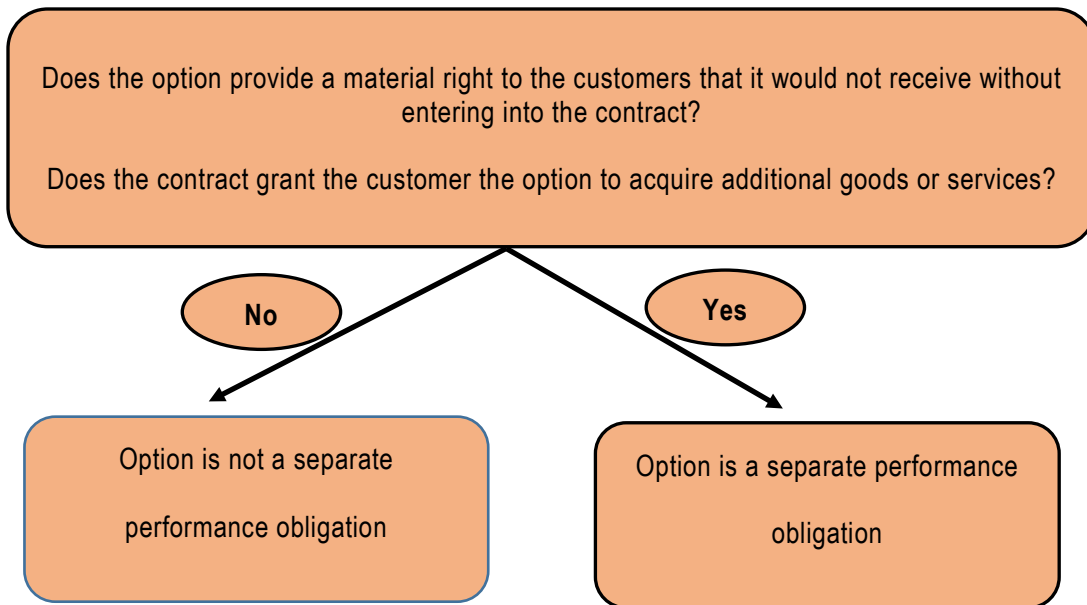 Does the option provide a material right to the customers that it would not receive without
entering into the contract?
Does the contract grant the customer the option to acquire additional goods or services?
No
Yes
Option is not a separate
performance obligation
Option is a separate performance
obligation